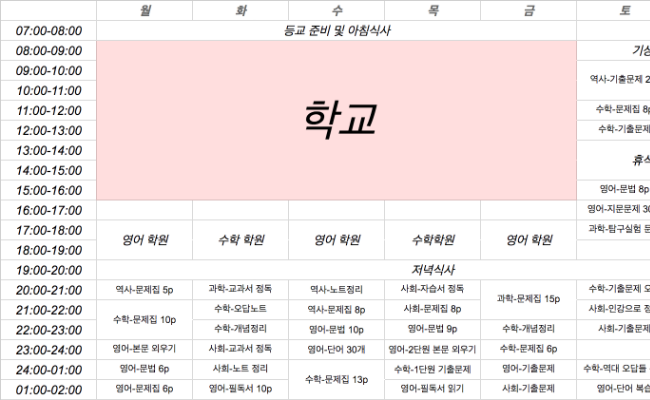 월 화 수 목 금 토
07:00-08:00 등교 준비 및 아침식사
08:00-09:00 기상
09:00-10:00 역사-기출문제 2
10:00-11:00
학교
11:00-12:00 수학-문제집 8p
12:00-13:00 수학-기출문제
13:00-14:00 휴식
14:00-15:00
15:00-16:00 영어-문법 8p
16:00-17:00 영어-지문문제 30
17:00-18:00 영어 학원 수학 학원 영어 학원 수학학원 영어 학원 과학-탐구실험 문
18:00-19:00
19:00-20:00 저녁식사
20:00-21:00 역사-문제집 5p 과학-교과서 정독 역사-노트정리 사회-자습서 정독 과학-문제집 15p 수학-기출문제 오
21:00-22:00 수학-문제집 10p 수학-오답노트 역사-문제집 8p 사회-문제집 8p 사회-인강으로 정
22:00-23:00 수학-개념정리 영어-문법 10p 영어-문법 9p 수학-개념정리 사회-기출문제
23:00-24:00 영어-본문 외우기 사회-교과서 정독 영어-단어 30개 영어-2단원 본문 외우기 수학-문제집 6p
24:00-01:00 영어-문법 6p 사회-노트 정리 수학-문제집 13p 수학-1단원 기출문제 영어-기출문제 수학-역대 오답들
01:00-02:00 영어-문제집 6p 영어-필독서 10p 영어-필독서 읽기 사회-기출문제 영어-단어 복습